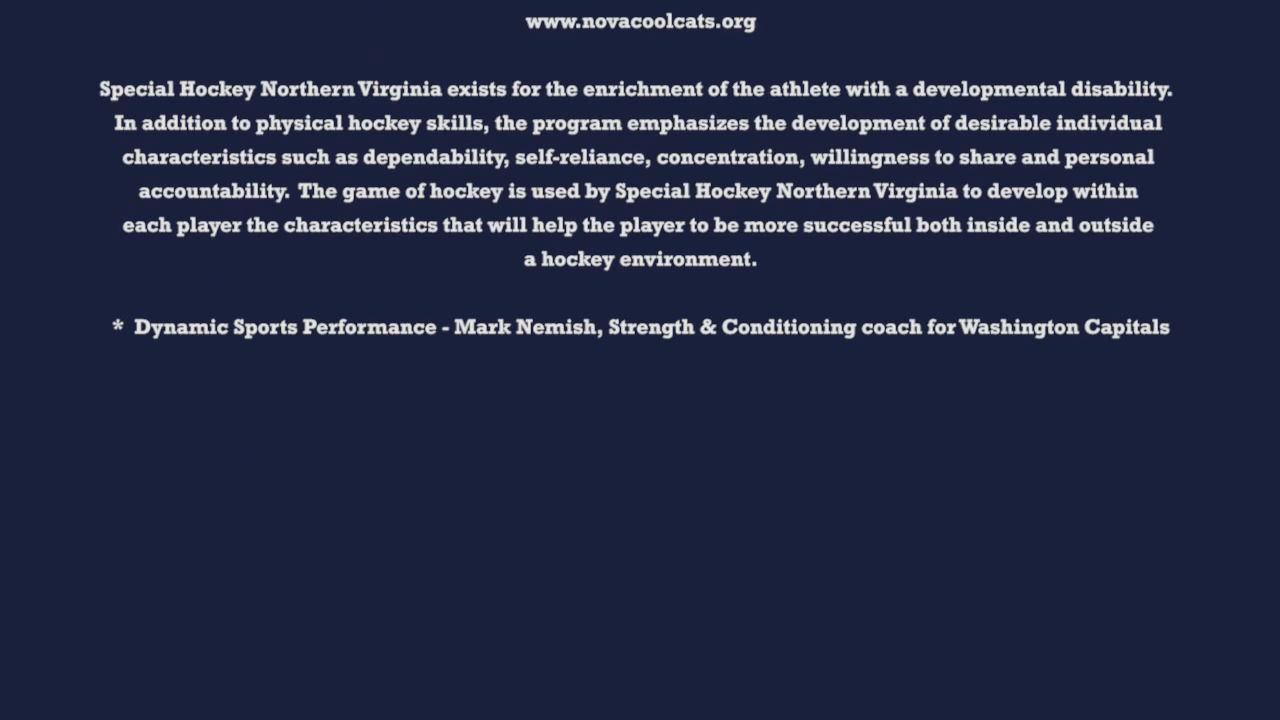 www.novacoolcats.org
Special Hockey Northern Virginia exists for the enrichment of the athlete with a developmental disability.
In addition to physical hockey skills, the program emphasizes the development of desirable individual
characteristics such as dependability, self-reliance, concentration, willingness to share and personal
accountability.  The game of hockey is used by Special Hockey Northern Virginia to develop within
each player the characteristics that will help the player to be more successful both inside and outside
a hockey environment.
*  Dynamic Sports Performance - Mark Nemish, Strength & Conditioning coach for Washington Capitals